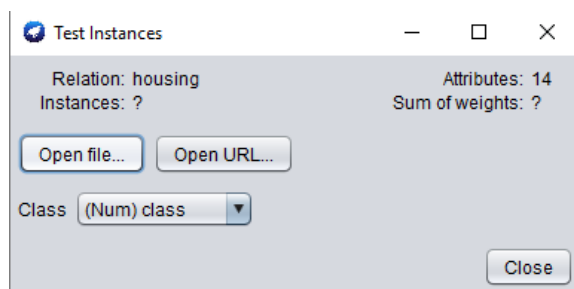 Test Instances
Relation: housing Attributes: 14
Instances: ? Sum of weights: ?
Open file... Open URL...
Class (Num) class
Close